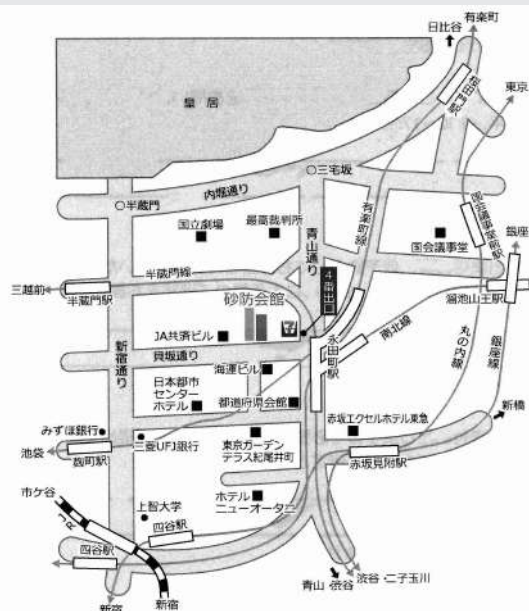 有楽町
日比谷
桜田門駅
東京
皇居
三宅坂
内堀通り
半蔵門
国立劇場
最高裁判所
青山通り
有楽町線
国会議事堂
国会議事堂前駅
銀座
半蔵門線
三越前
半蔵門駅
4番出口
溜池山王駅
砂防会館
7
JA共済ビル
永田町駅
南北線
丸の内線
銀座線
貝坂通り
新宿通り
海運ビル
日本都市
センター
ホテル
都道府県会館
赤坂エクセルホテル東急
新橋
みずほ銀行
三菱UFJ銀行
東京ガーデン
テラス紀尾井町
池袋
麹町駅
赤坂見附駅
市ケ谷
JR
上智大学
ホテル
ニューオータニ
四谷駅
四谷駅
青山・渋谷
渋谷・二子玉川
新宿
新宿